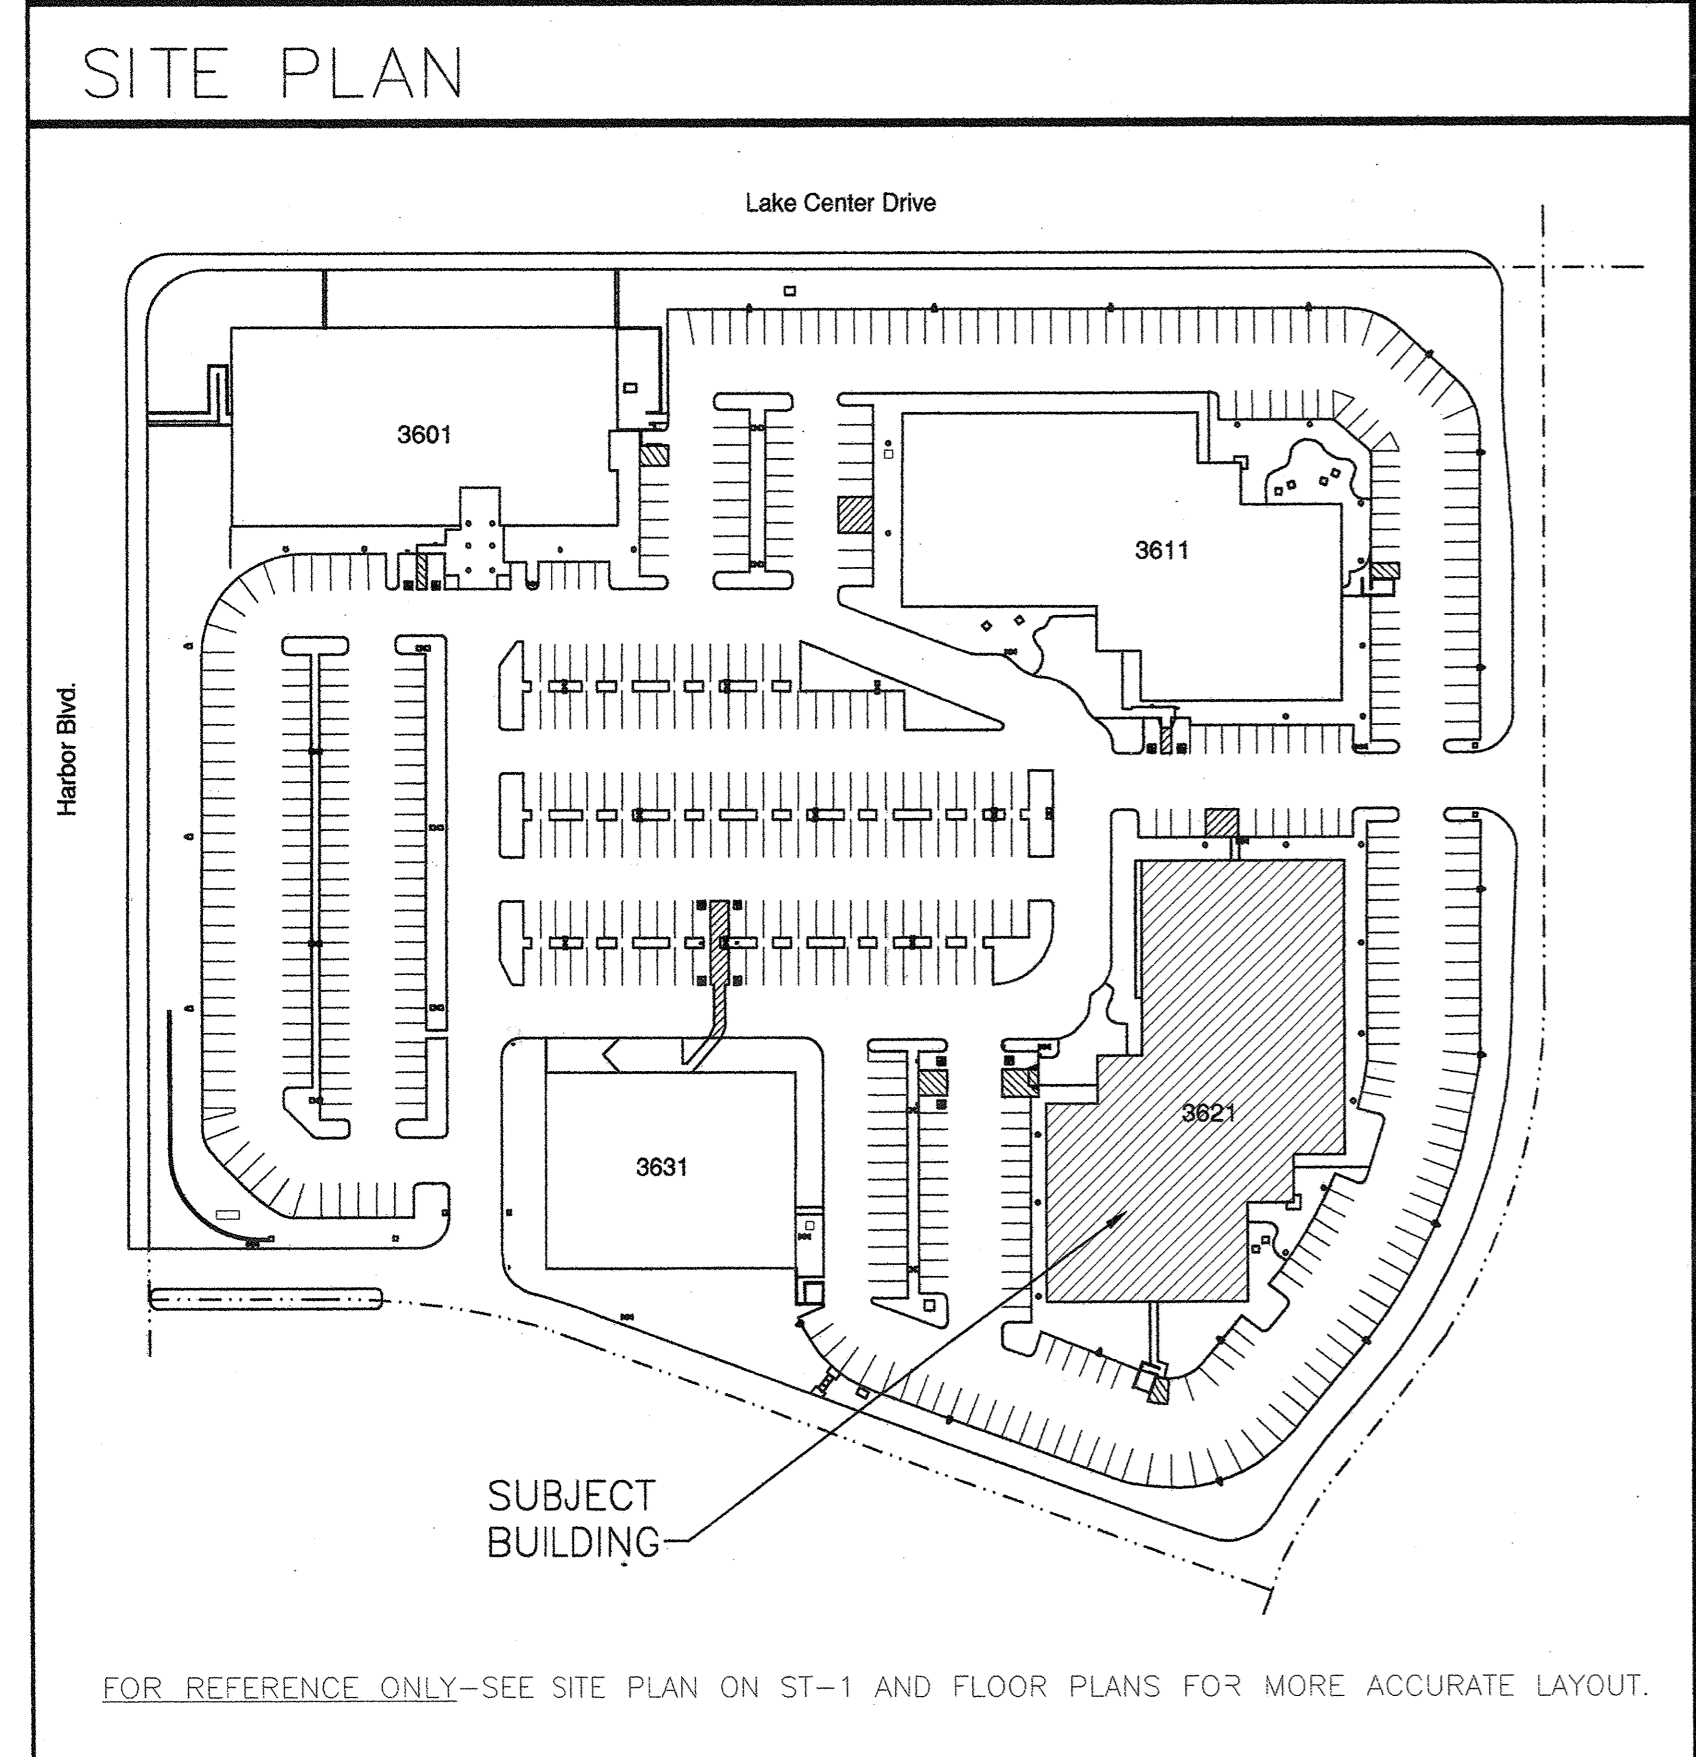 SITE PLAN
Lake Center Drive
3601
3611
Harbor Blvd.
3621
3631
SUBJECT
BUILDING
FOR REFERENCE ONLY-SEE SITE PLAN ON ST-1 AND FLOOR PLANS FOR MORE ACCURATE LAYOUT.